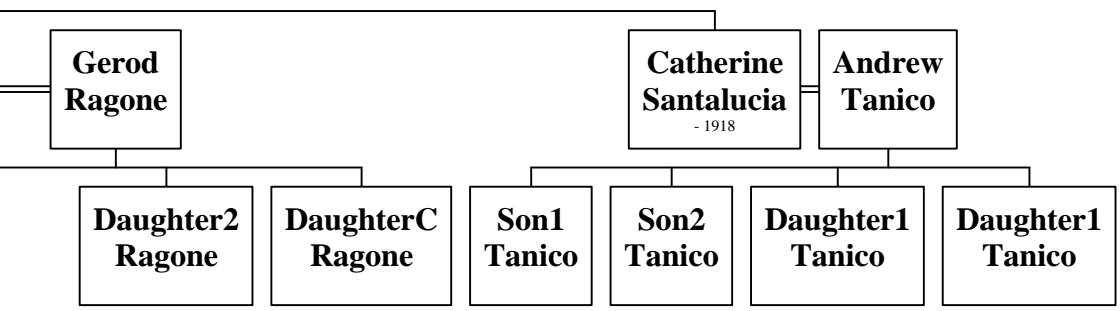 Gerod
Ragone
Catherine
Santalucia
- 1918
Andrew
Tanico
Daughter2
Ragone
DaughterC
Ragone
Son1
Tanico
Son2
Tanico
Daughter1
Tanico
Daughter1
Tanico